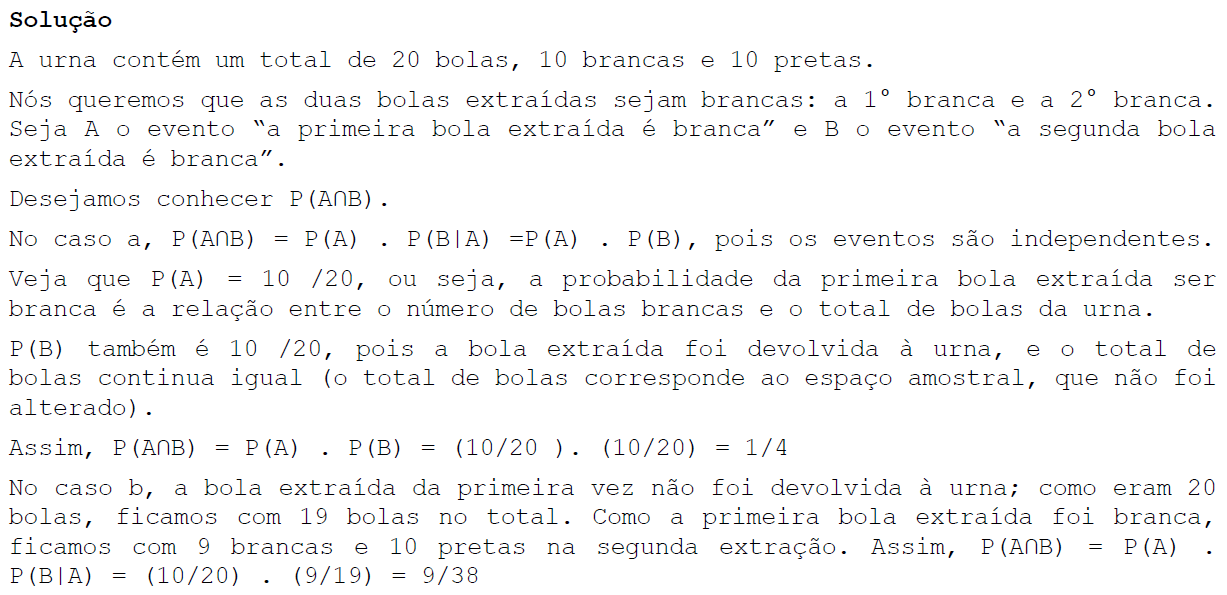 Solução
A urna contém um total de 20 bolas, 10 brancas e 10 pretas.
Nós queremos que as duas bolas extraídas sejam brancas: a 1° branca e a 2° branca.
Seja A o evento “a primeira bola extraída é branca” e B o evento “a segunda bola
extraída é branca”.
Desejamos conhecer P(A∩B).
No caso a, P(A∩B) = P(A) . P(B|A) =P(A) . P(B), pois os eventos são independentes.
Veja que P(A) = 10 /20, ou seja, a probabilidade da primeira bola extraída ser
branca é a relação entre o número de bolas brancas e o total de bolas da urna.
P(B) também é 10 /20, pois a bola extraída foi devolvida à urna, e o total de
bolas continua igual (o total de bolas corresponde ao espaço amostral, que não foi
alterado).
Assim, P(A∩B) = P(A) . P(B) = (10/20 ). (10/20) = 1/4
No caso b, a bola extraída da primeira vez não foi devolvida à urna; como eram 20
bolas, ficamos com 19 bolas no total. Como a primeira bola extraída foi branca,
ficamos com 9 brancas e 10 pretas na segunda extração. Assim, P(A∩B) = P(A) .
P(B|A) = (10/20) . (9/19) = 9/38